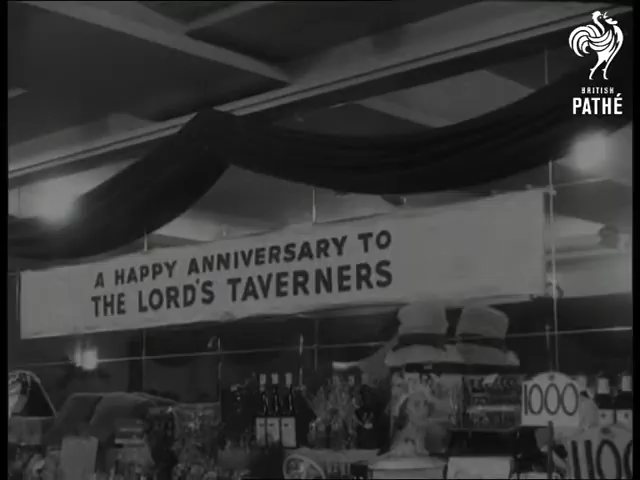 BRITISH
PATHÉ
A HAPPY ANNIVERSARY TO
THE LORD'S TAVERNERS
1000